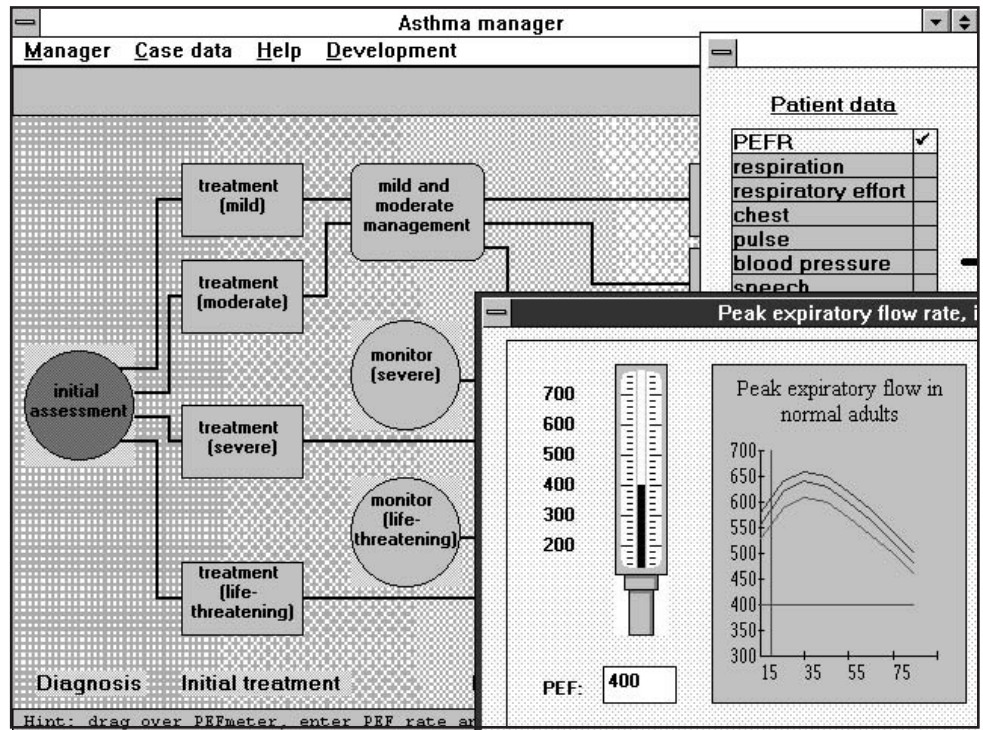 Asthma manager
Manager Case data Help Development
Patient data
PEFR ✓
respiration
respiratory effort
chest
pulse
blood pressure
speech
treatment
(mild)
mild and
moderate
management
treatment
(moderate)
initial
assessment
monitor
(severe)
treatment
(severe)
monitor
(life-
threatening)
treatment
(life-
threatening)
Diagnosis Initial treatment
Hint: drag over PEFmeter, enter PEF rate an
Peak expiratory flow rate, i
700
600
500
400
300
200
PEF: 400
Peak expiratory flow in
normal adults
700
650
600
550
500
450
400
350
300
15 35 55 75